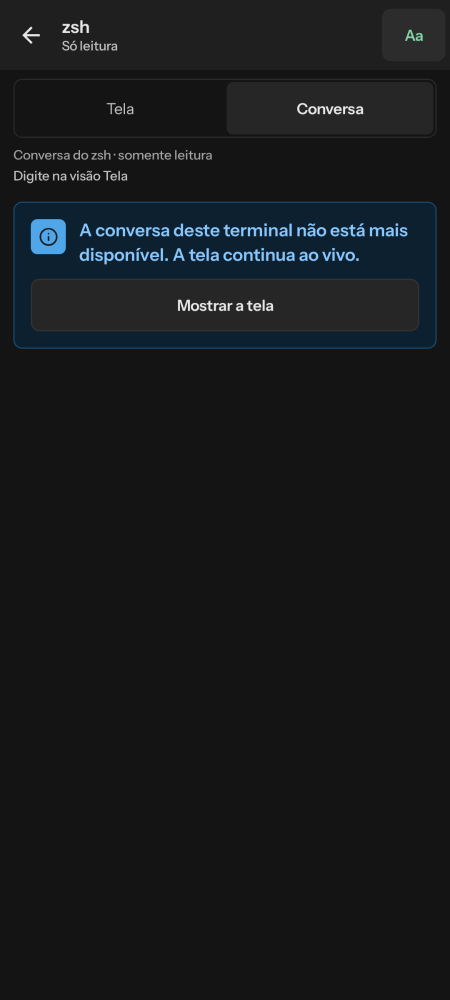 zsh
Só leitura
Aa
Tela
Conversa
Conversa do zsh · somente leitura
Digite na visão Tela
A conversa deste terminal não está mais
disponível. A tela continua ao vivo.
Mostrar a tela